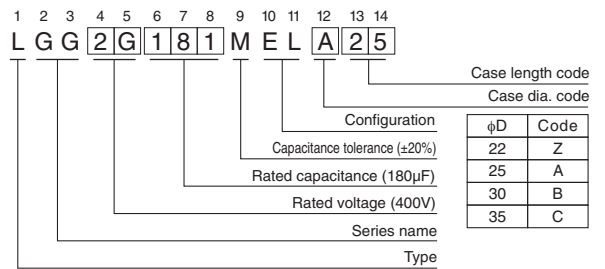 1 2 3 4 5 6 7 8 9 10 11 12 13 14
L G G 2 G 1 8 1 M E L A 2 5
Case length code
Case dia. code
Configuration
Capacitance tolerance (±20%)
Rated capacitance (180µF)
Rated voltage (400V)
Series name
Type
ϕD Code
22 Z
25 A
30 B
35 C